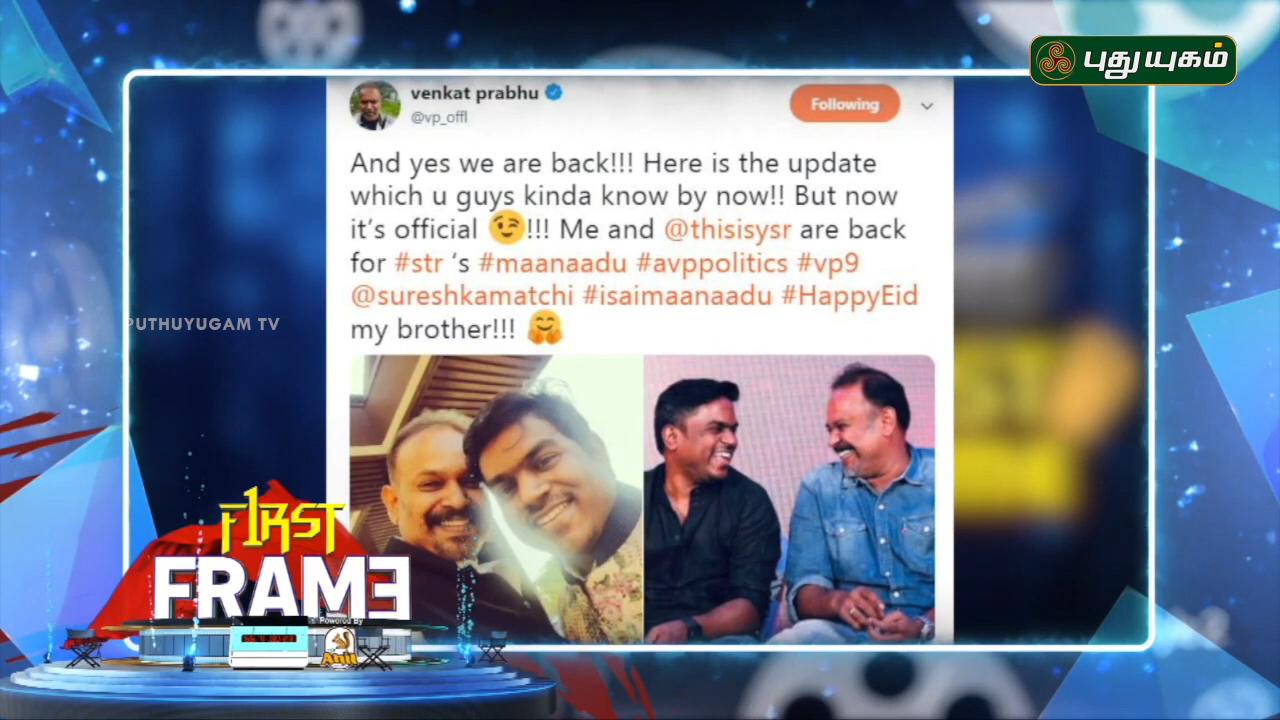 புதுயுகம்
venkat prabhu
@vp_offl
Following
And yes we are back!!! Here is the update
which u guys kinda know by now!! But now
it’s official 😉!!! Me and @thisisysr are back
for #str ‘s #maanaadu #avppolitics #vp9
@sureshkamatchi #isaimaanaadu #HappyEid
my brother!!! 🤗
PUTHUYUGAM TV
F1RST
FRAME
Powered By
Anil